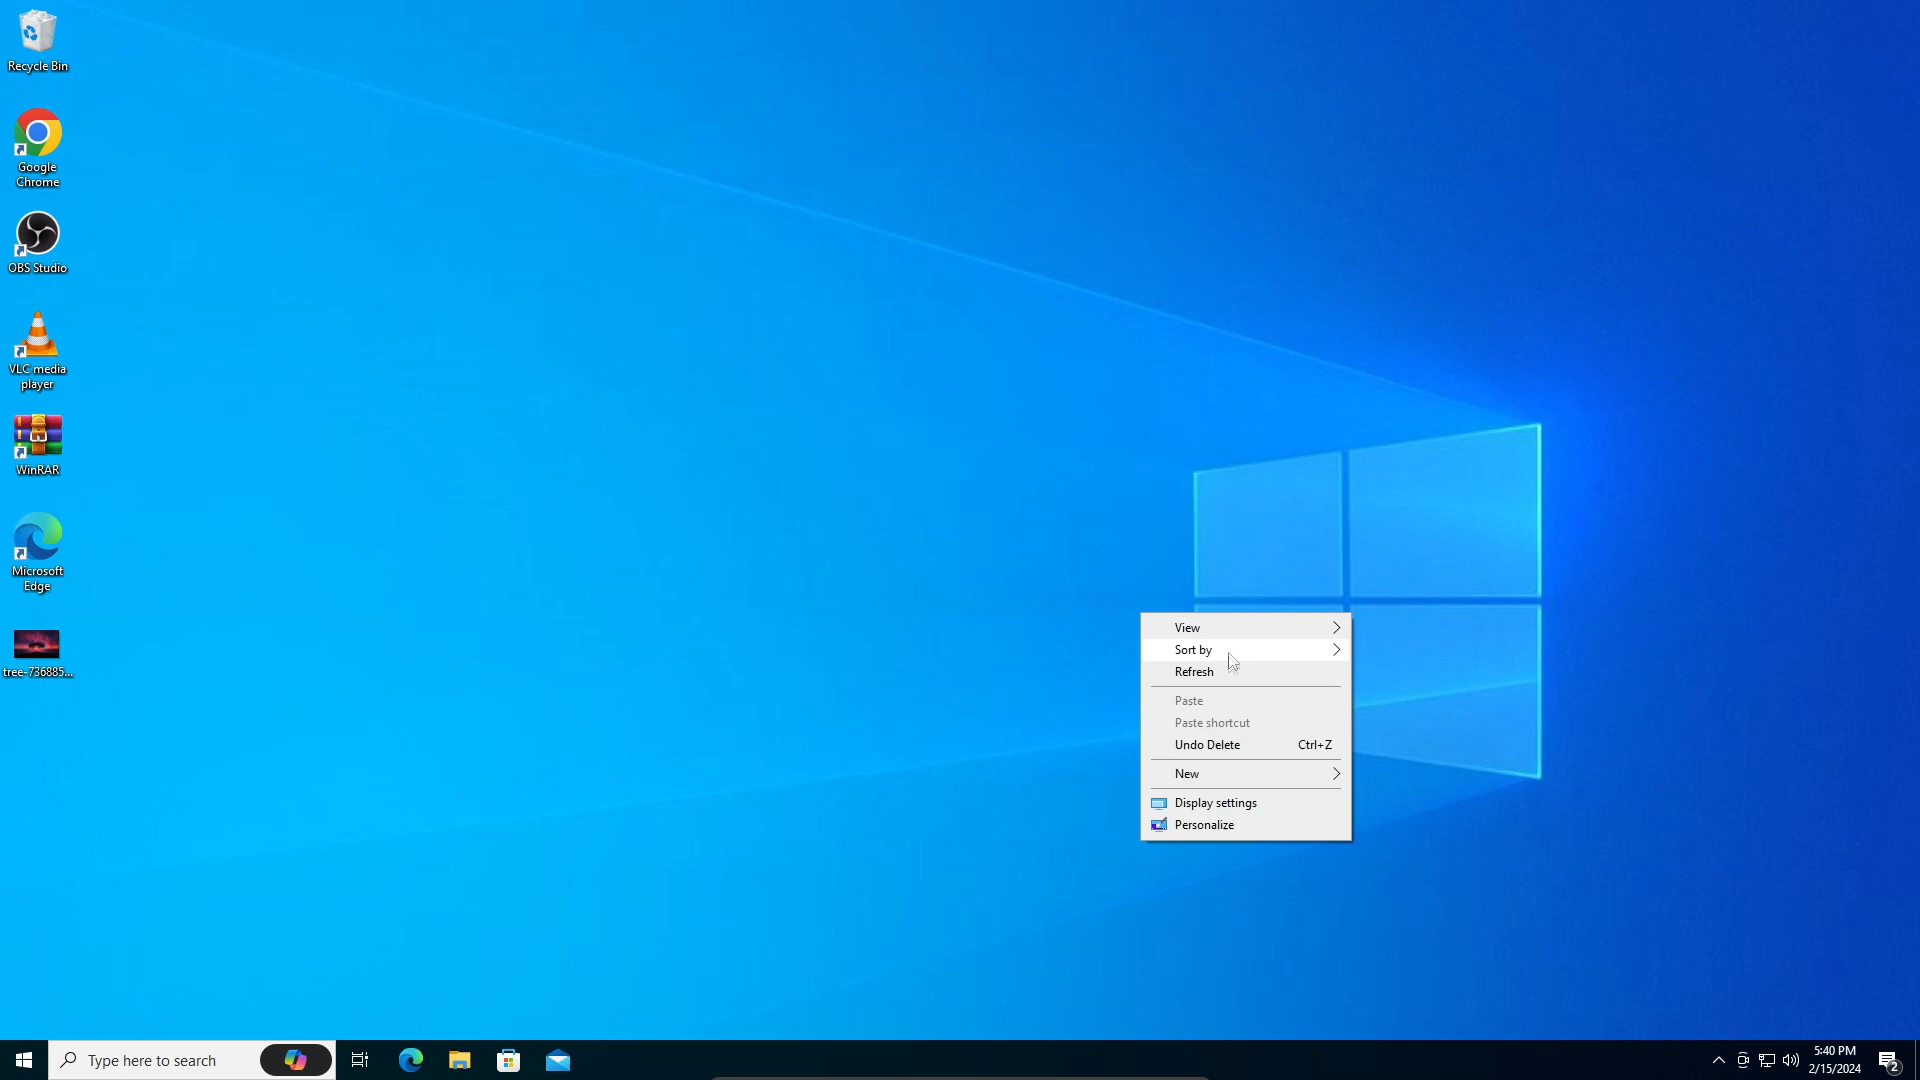 Recycle Bin
Google
Chrome
OBS Studio
VLC media
player
WinRAR
Microsoft
Edge
tree-736885...
View
Sort by
Refresh
Paste
Paste shortcut
Undo Delete Ctrl+Z
New
Display settings
Personalize
Type here to search
5:40 PM
2/15/2024
2